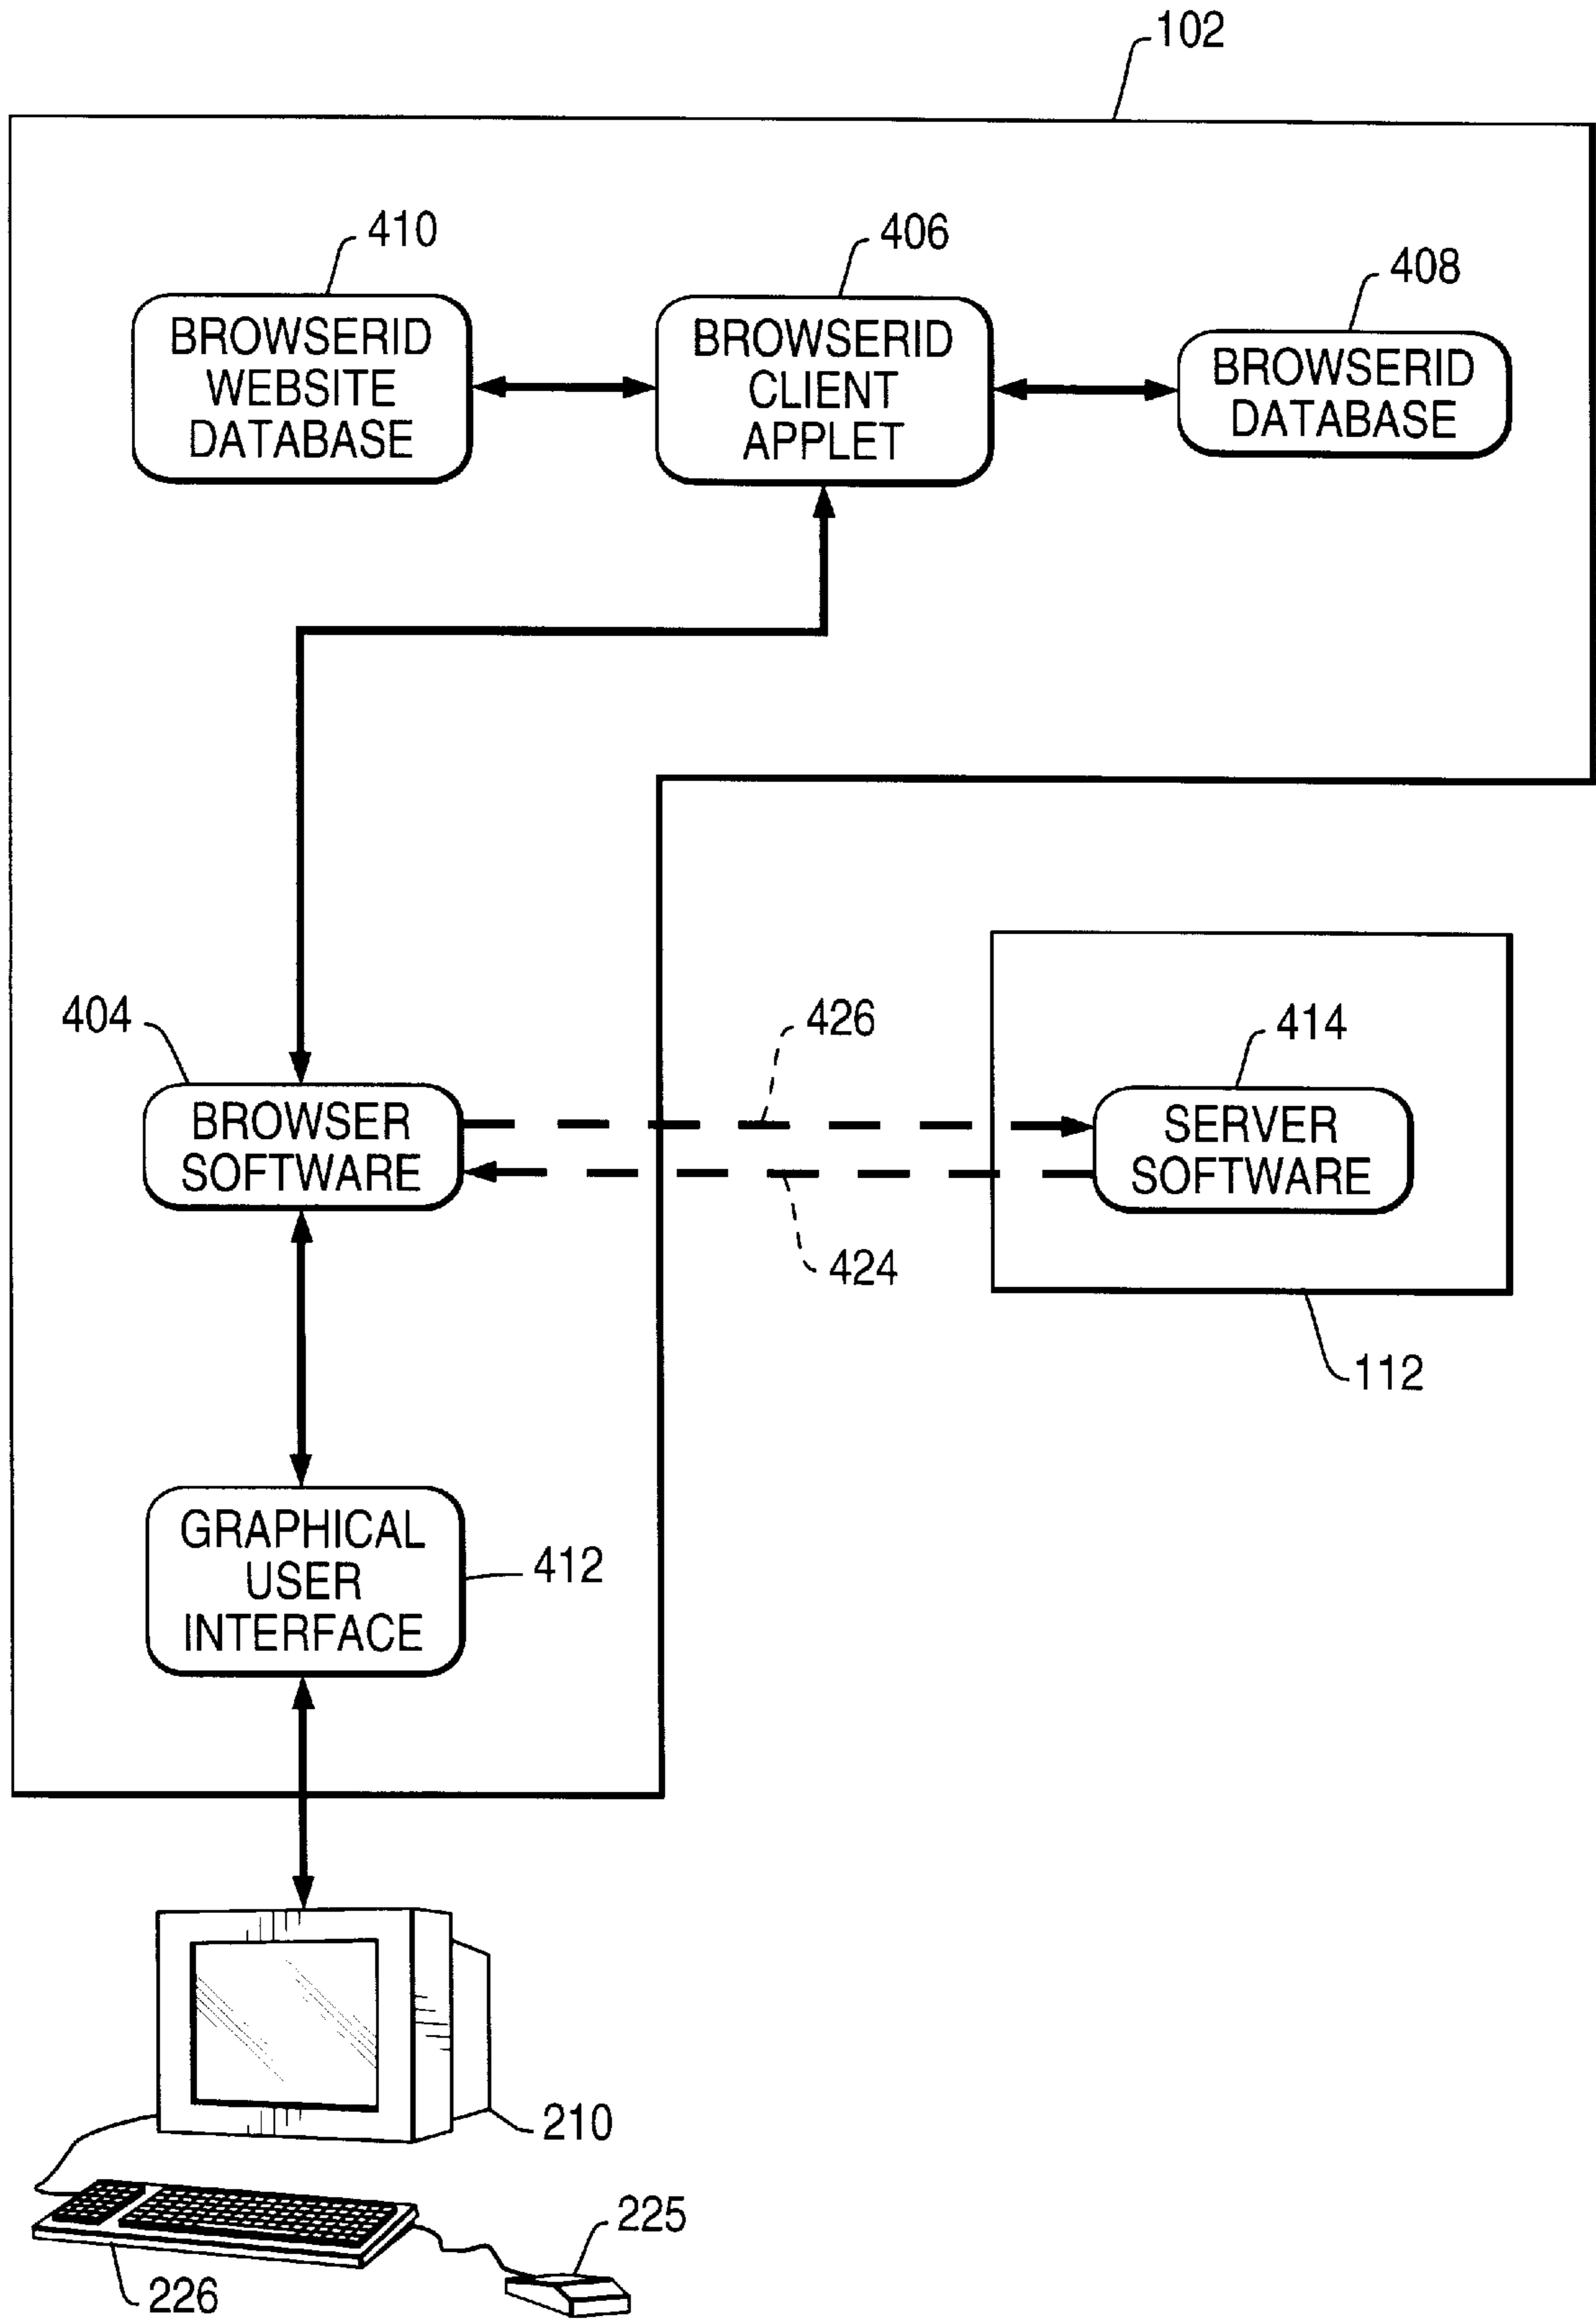 102
410
406
408
BROWSERID
WEBSITE
DATABASE
BROWSERID
CLIENT
APPLET
BROWSERID
DATABASE
404
426
414
BROWSER
SOFTWARE
SERVER
SOFTWARE
424
112
GRAPHICAL
USER
INTERFACE
412
210
225
226